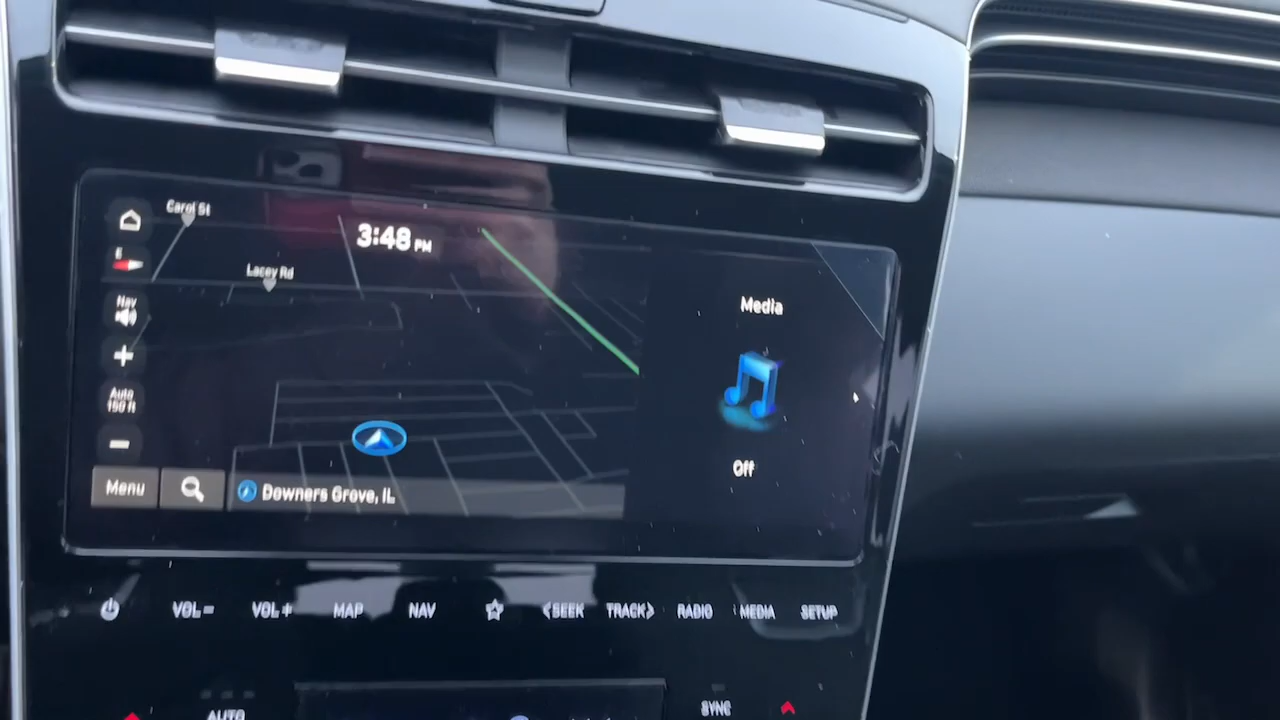 Carol St
3:48 PM
Lacey Rd
E
Nav
Auto
150 ft
Menu
Downers Grove, IL
Media
Off
VOL- VOL+ MAP NAV <SEEK TRACK> RADIO MEDIA SETUP
AUTO SYNC